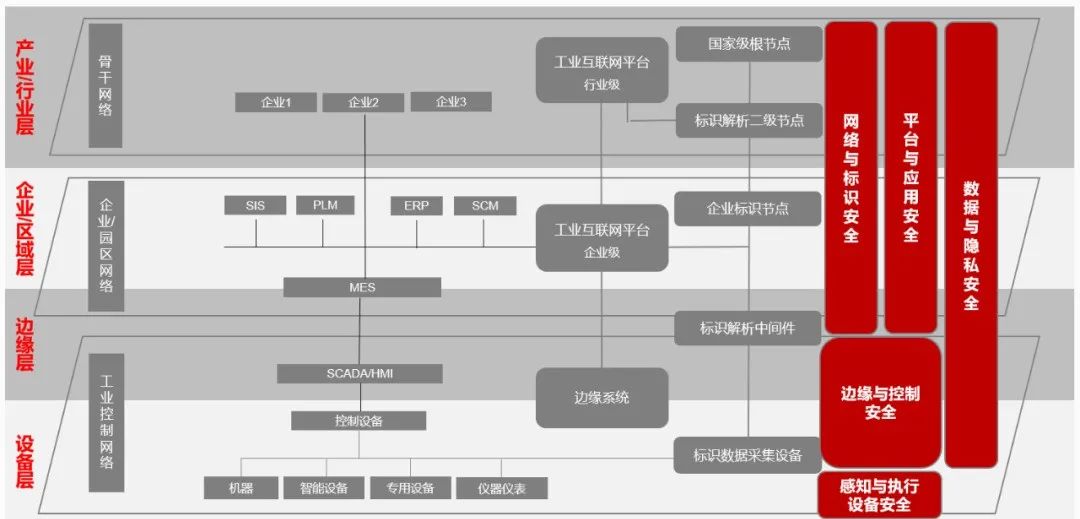 产业/行业层
骨干网络
企业1
企业2
企业3
工业互联网平台
行业级
国家级根节点
标识解析二级节点
企业/区域层
企业/园区网络
SIS
PLM
ERP
SCM
MES
工业互联网平台
企业级
企业标识节点
边缘层
标识解析中间件
工业控制网络
SCADA/HMI
控制设备
边缘系统
设备层
标识数据采集设备
机器
智能设备
专用设备
仪器仪表
网络与标识安全
平台与应用安全
数据与隐私安全
边缘与控制
安全
感知与执行
设备安全